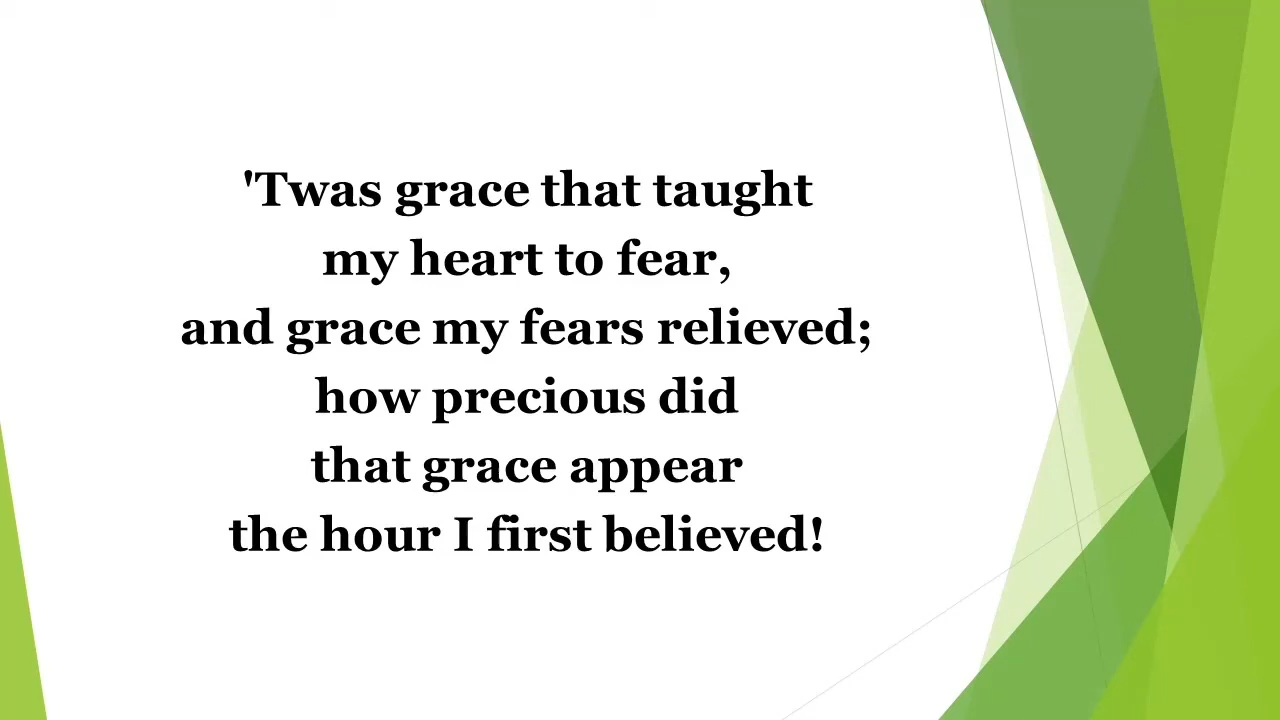 'Twas grace that taught
my heart to fear,
and grace my fears relieved;
how precious did
that grace appear
the hour I first believed!